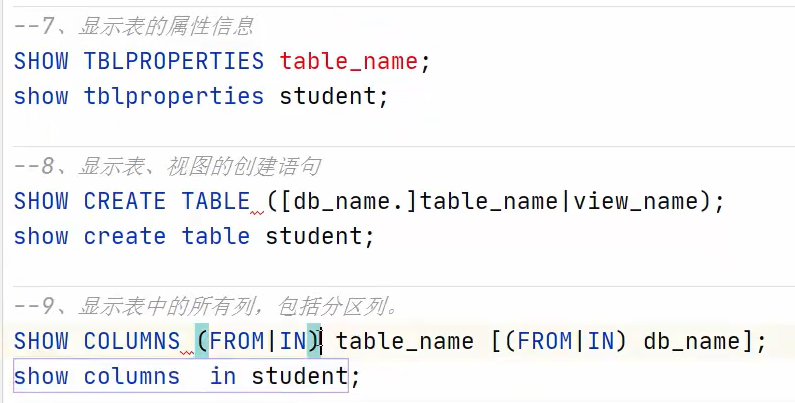 --7、显示表的属性信息
SHOW TBLPROPERTIES table_name;
show tblproperties student;
--8、显示表、视图的创建语句
SHOW CREATE TABLE ([db_name.]table_name|view_name);
show create table student;
--9、显示表中的所有列，包括分区列。
SHOW COLUMNS (FROM|IN) table_name [(FROM|IN) db_name];
show columns  in student;